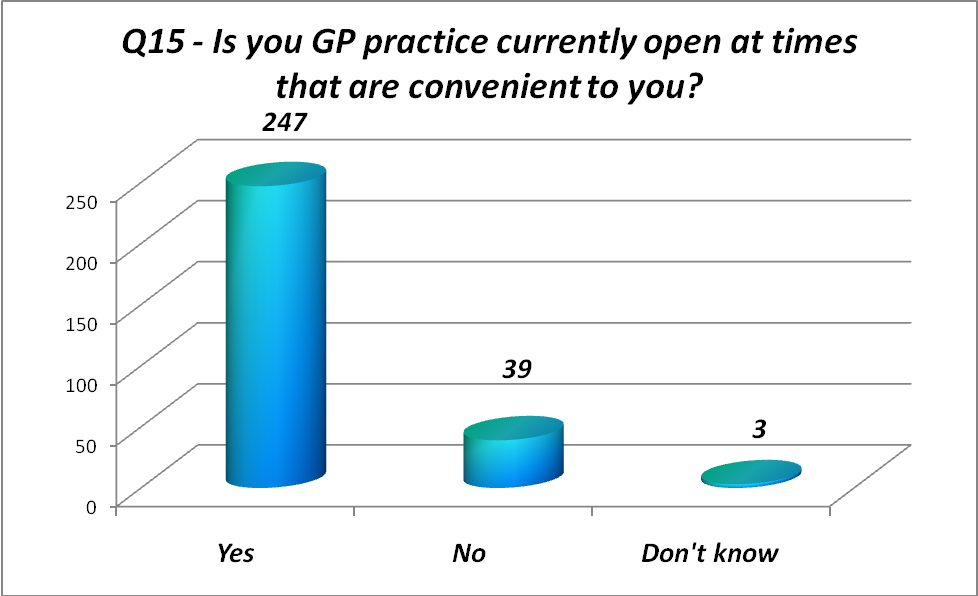 Q15 - Is you GP practice currently open at times
that are convenient to you?
247
250
200
150
100
50
0
39
3
Yes
No
Don't know